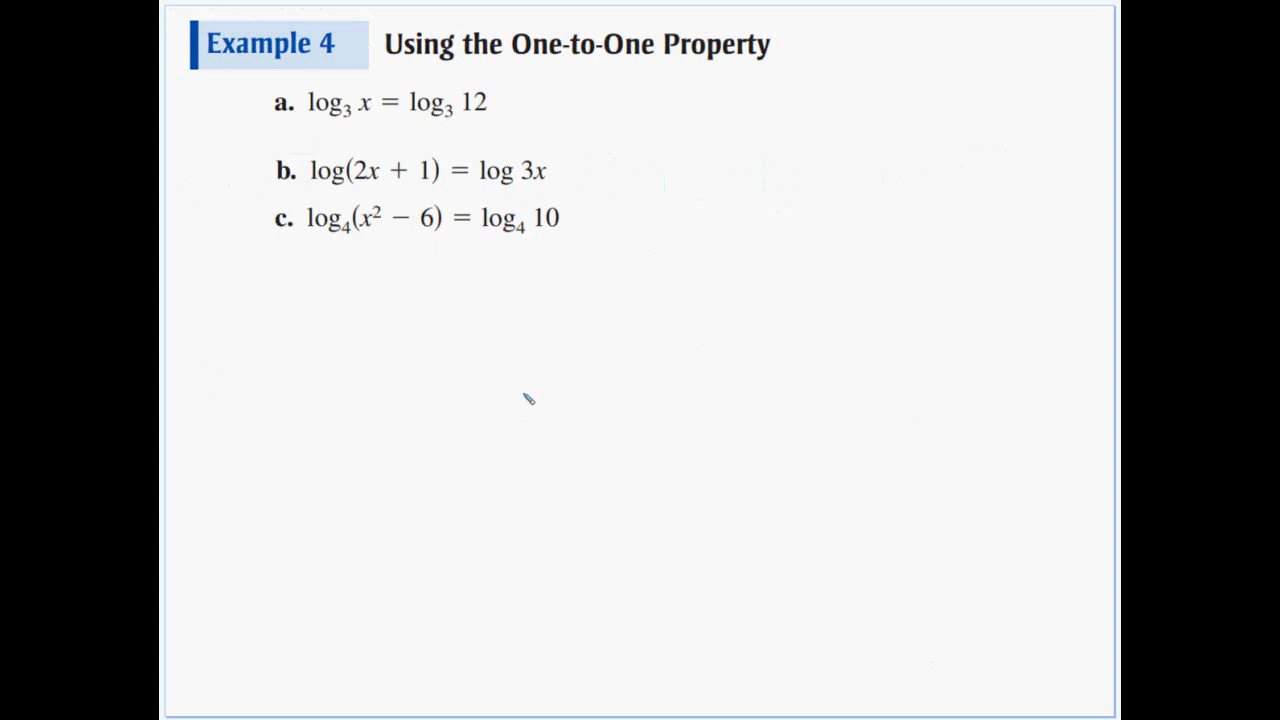 Example 4 Using the One-to-One Property
a. log₃ x = log₃ 12
b. log(2x + 1) = log 3x
c. log₄(x² − 6) = log₄ 10